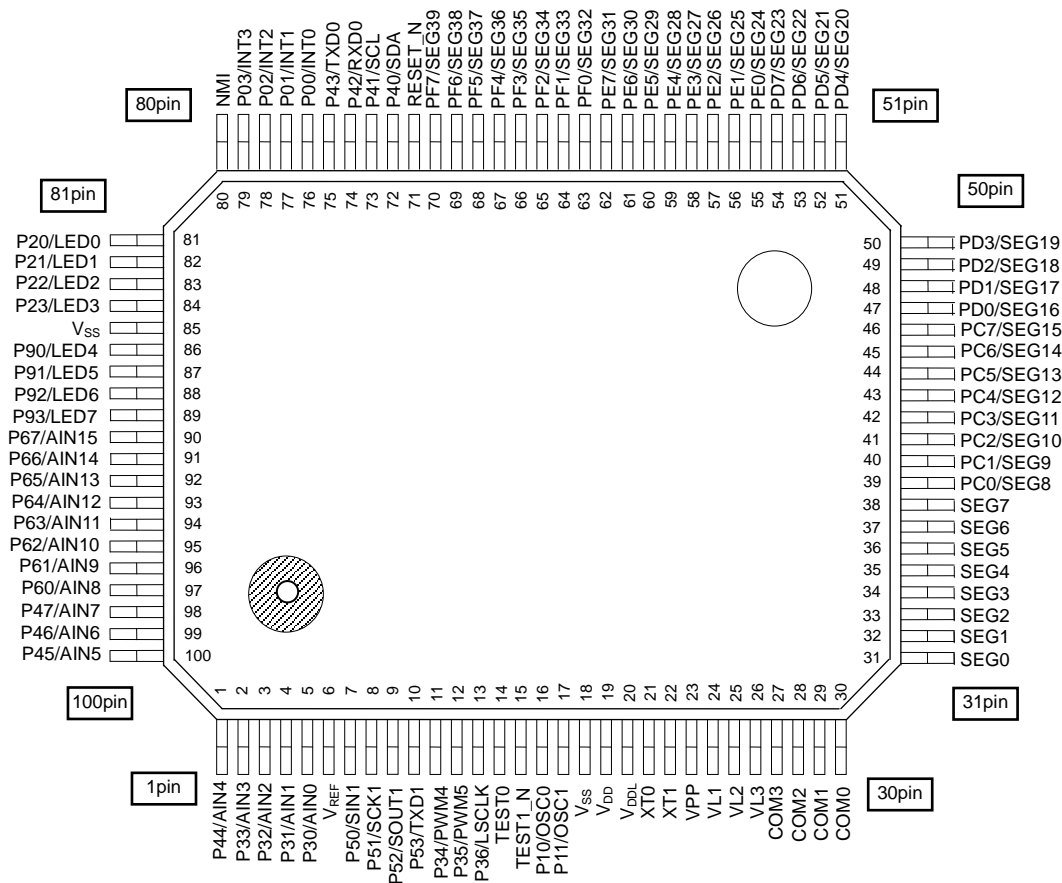 80pin
NMI
P03/INT3
P02/INT2
P01/INT1
P00/INT0
P43/TXD0
P42/RXD0
P41/SCL
P40/SDA
RESET_N
PF7/SEG39
PF6/SEG38
PF5/SEG37
PF4/SEG36
PF3/SEG35
PF2/SEG34
PF1/SEG33
PF0/SEG32
PE7/SEG31
PE6/SEG30
PE5/SEG29
PE4/SEG28
PE3/SEG27
PE2/SEG26
PE1/SEG25
PE0/SEG24
PD7/SEG23
PD6/SEG22
PD5/SEG21
PD4/SEG20
51pin
80 79 78 77 76 75 74 73 72 71 70 69 68 67 66 65 64 63 62 61 60 59 58 57 56 55 54 53 52 51
81pin
50pin
P20/LED0 81
P21/LED1 82
P22/LED2 83
P23/LED3 84
VSS 85
P90/LED4 86
P91/LED5 87
P92/LED6 88
P93/LED7 89
P67/AIN15 90
P66/AIN14 91
P65/AIN13 92
P64/AIN12 93
P63/AIN11 94
P62/AIN10 95
P61/AIN9 96
P60/AIN8 97
P47/AIN7 98
P46/AIN6 99
P45/AIN5 100
50 PD3/SEG19
49 PD2/SEG18
48 PD1/SEG17
47 PD0/SEG16
46 PC7/SEG15
45 PC6/SEG14
44 PC5/SEG13
43 PC4/SEG12
42 PC3/SEG11
41 PC2/SEG10
40 PC1/SEG9
39 PC0/SEG8
38 SEG7
37 SEG6
36 SEG5
35 SEG4
34 SEG3
33 SEG2
32 SEG1
31 SEG0
100pin
31pin
1 2 3 4 5 6 7 8 9 10 11 12 13 14 15 16 17 18 19 20 21 22 23 24 25 26 27 28 29 30
1pin
P44/AIN4
P33/AIN3
P32/AIN2
P31/AIN1
P30/AIN0
VREF
P50/SIN1
P51/SCK1
P52/SOUT1
P53/TXD1
P34/PWM4
P35/PWM5
P36/LSCLK
TEST0
TEST1_N
P10/OSC0
P11/OSC1
VSS
VDD
VDDL
XT0
XT1
VPP
VL1
VL2
VL3
COM3
COM2
COM1
COM0
30pin